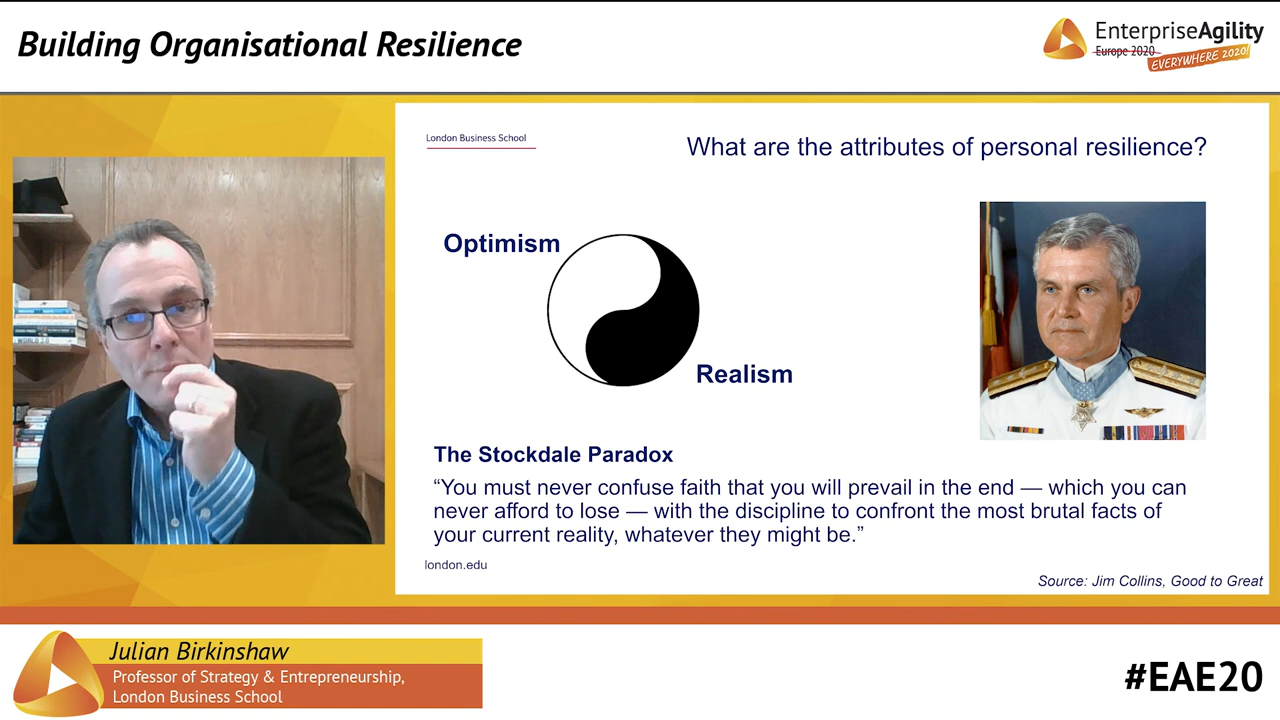 Building Organisational Resilience
EnterpriseAgility
Europe 2020
EVERYWHERE 2020!
London Business School
What are the attributes of personal resilience?
Optimism
Realism
The Stockdale Paradox
“You must never confuse faith that you will prevail in the end — which you can
never afford to lose — with the discipline to confront the most brutal facts of
your current reality, whatever they might be.”
london.edu
Source: Jim Collins, Good to Great
Julian Birkinshaw
Professor of Strategy & Entrepreneurship,
London Business School
#EAE20